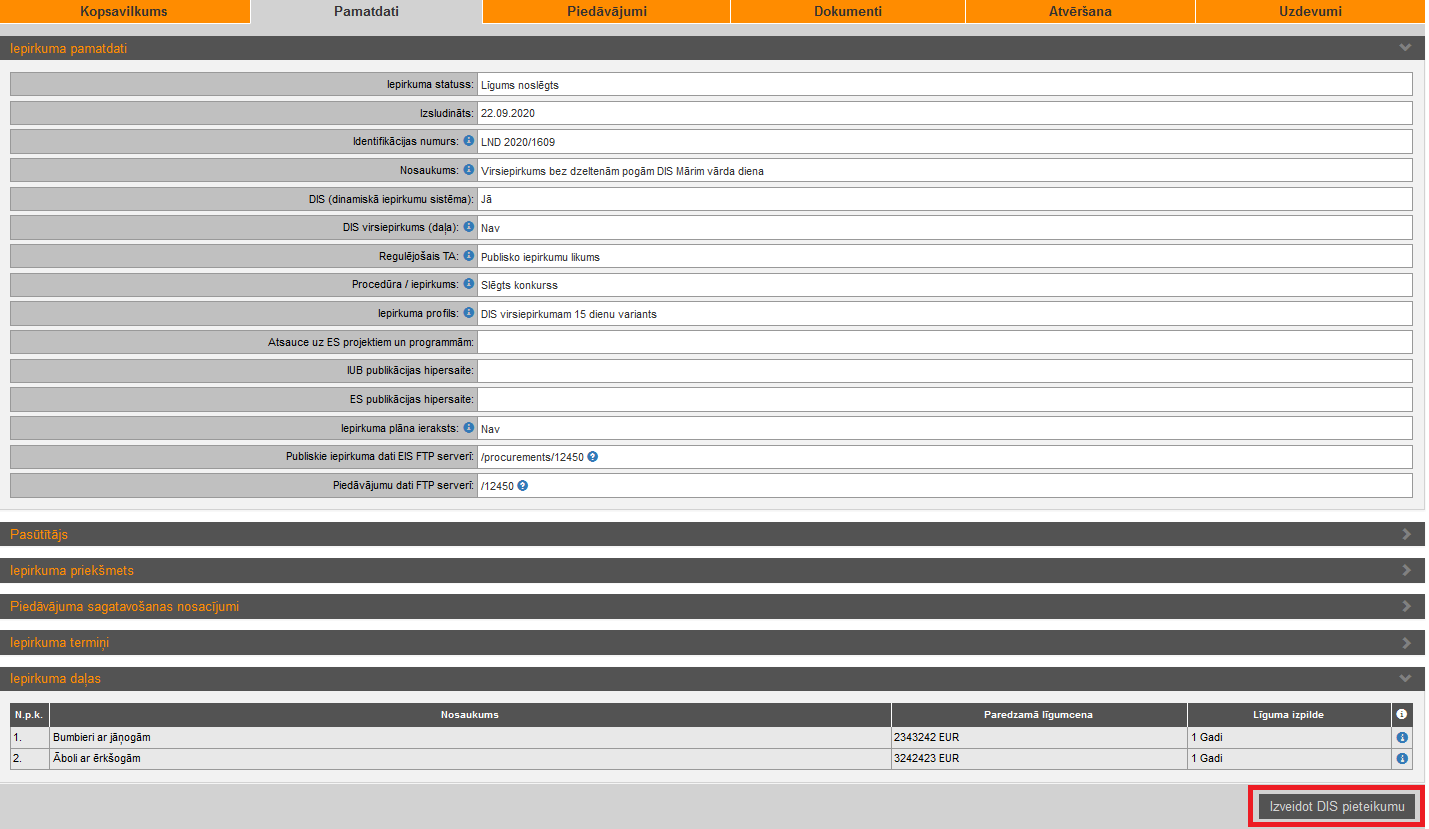 Kopsavilkums Pamatdati Piedāvājumi Dokumenti Atvēršana Uzdevumi
Iepirkuma pamatdati
Iepirkuma statuss: Līgums noslēgts
Izsludināts: 22.09.2020
Identifikācijas numurs: LND 2020/1609
Nosaukums: Virsiepirkums bez dzeltenām pogām DIS Mārim vārda diena
DIS (dinamiskā iepirkumu sistēma): Jā
DIS virsiepirkums (daļa): Nav
Regulējošais TA: Publisko iepirkumu likums
Procedūra / iepirkums: Slēgts konkurss
Iepirkuma profils: DIS virsiepirkumam 15 dienu variants
Atsauce uz ES projektiem un programmām:
IUB publikācijas hipersaite:
ES publikācijas hipersaite:
Iepirkuma plāna ieraksts: Nav
Publiskie iepirkuma dati EIS FTP serverī: /procurements/12450
Piedāvājumu dati FTP serverī: /12450
Pasūtītājs
Iepirkuma priekšmets
Piedāvājuma sagatavošanas nosacījumi
Iepirkuma termiņi
Iepirkuma daļas
N.p.k. Nosaukums Paredzamā līgumcena Līguma izpilde
1. Bumbieri ar jāņogām 2343242 EUR 1 Gadi
2. Āboli ar ērkšogām 3242423 EUR 1 Gadi
Izveidot DIS pieteikumu